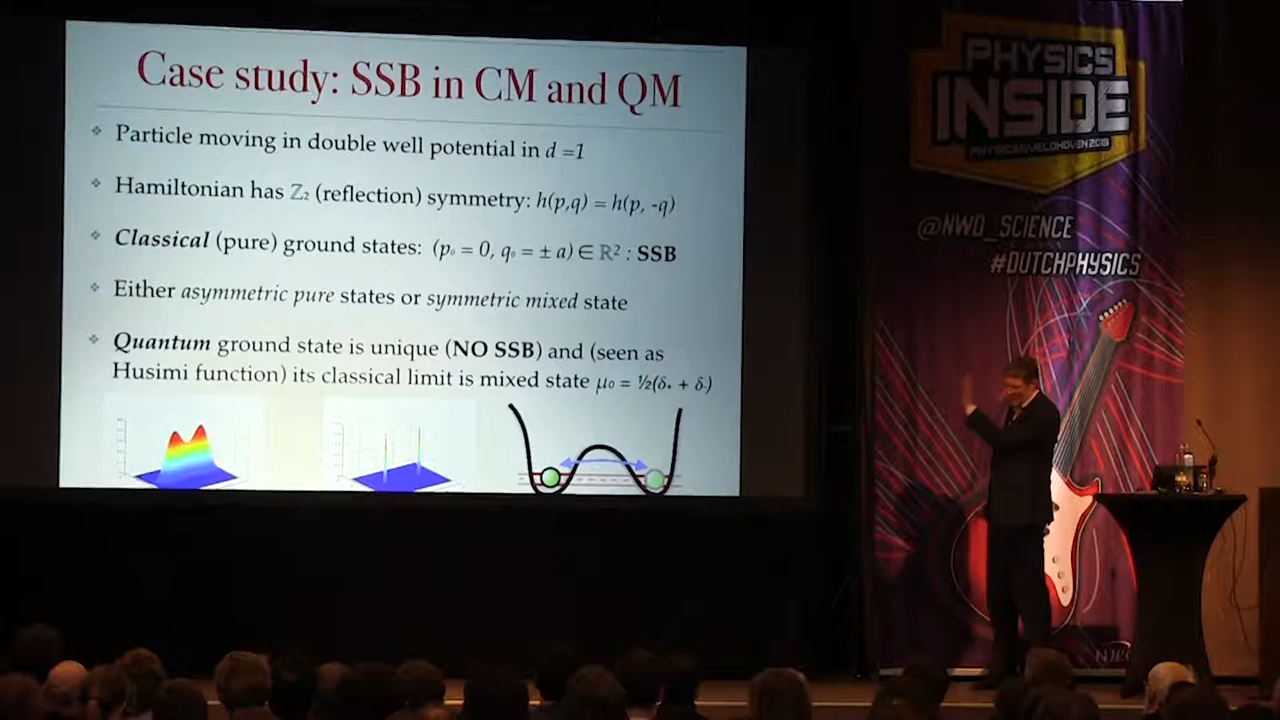 Case study: SSB in CM and QM
Particle moving in double well potential in d =1
Hamiltonian has ℤ₂ (reflection) symmetry: h(p,q) = h(p, -q)
Classical (pure) ground states: (p₀ = 0, q₀ = ± a) ∈ ℝ² : SSB
Either asymmetric pure states or symmetric mixed state
Quantum ground state is unique (NO SSB) and (seen as
Husimi function) its classical limit is mixed state μ₀ = ½(δ₊ + δ₋)
PHYSICS
INSIDE
PHYSICS@VELDHOVEN 2019
@NWO_SCIENCE
#DUTCHPHYSICS